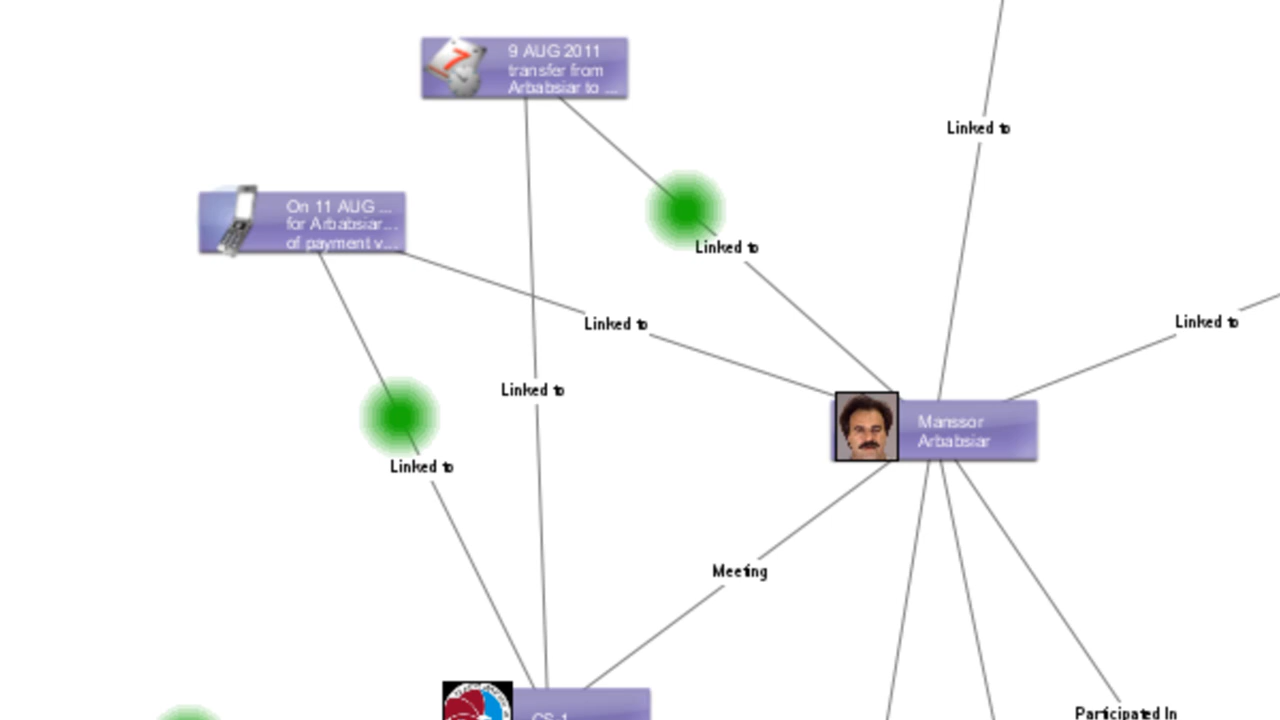 9 AUG 2011
transfer from
Arbabsiar to ...
Linked to
On 11 AUG ...
for Arbabsiar...
of payment v...
Linked to
Linked to
Linked to
Linked to
Manssor
Arbabsiar
Linked to
Meeting
Participated In
CS-1